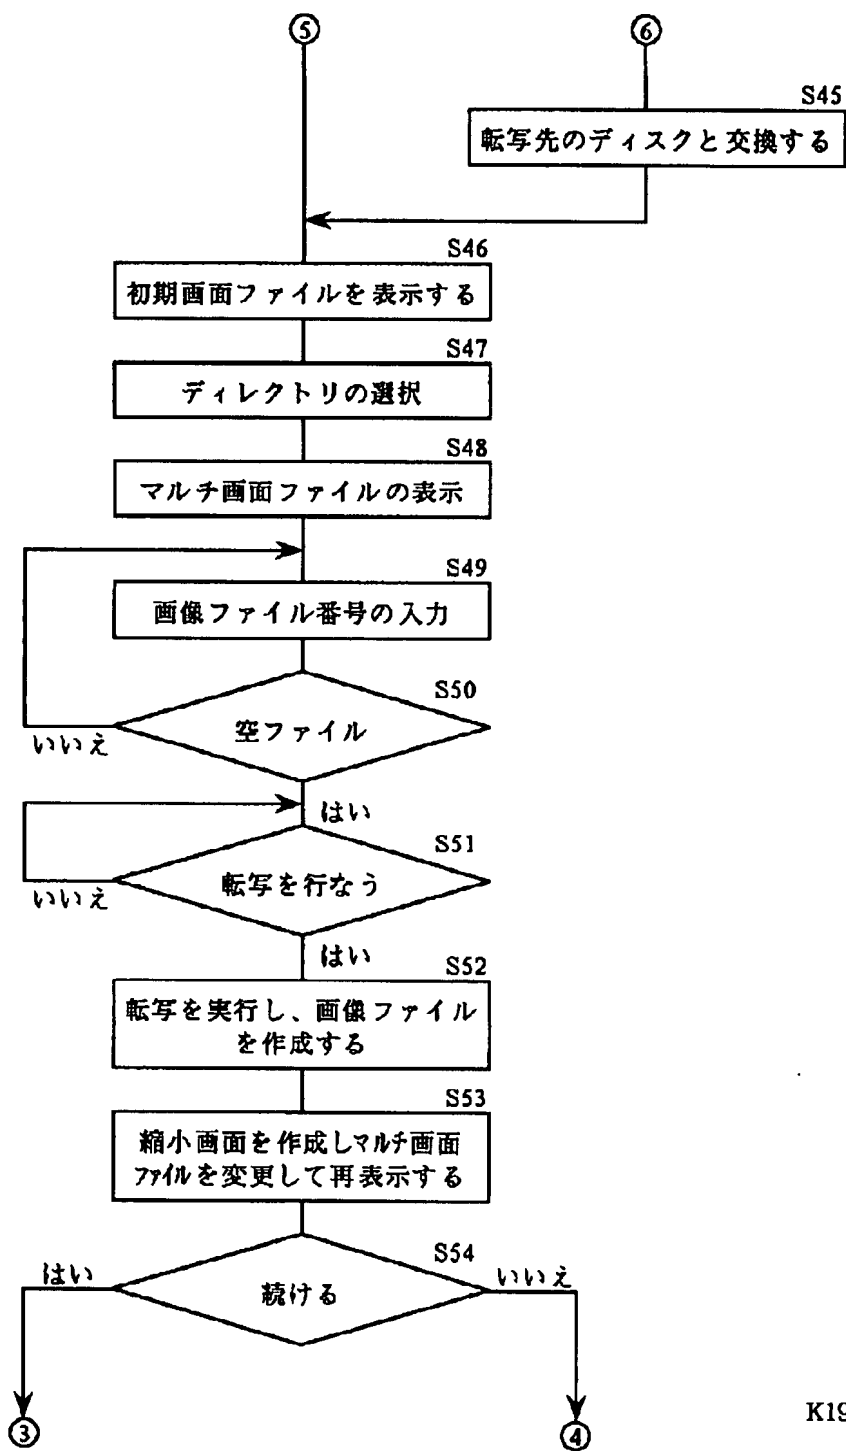 ⑤
⑥
S45
転写先のディスクと交換する
S46
初期画面ファイルを表示する
S47
ディレクトリの選択
S48
マルチ画面ファイルの表示
S49
画像ファイル番号の入力
S50
空ファイル
いいえ
はい
S51
転写を行なう
いいえ
はい
S52
転写を実行し、画像ファイル
を作成する
S53
縮小画面を作成しマルチ画面
ファイルを変更して再表示する
S54
はい
続ける
いいえ
③
④
K19